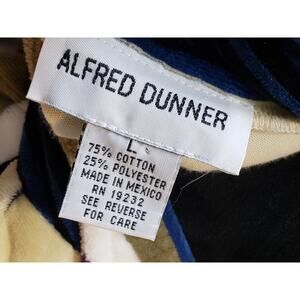 ALFRED DUNNER
L
75% COTTON
25% POLYESTER
MADE IN MEXICO
RN 19232
SEE REVERSE
FOR CARE